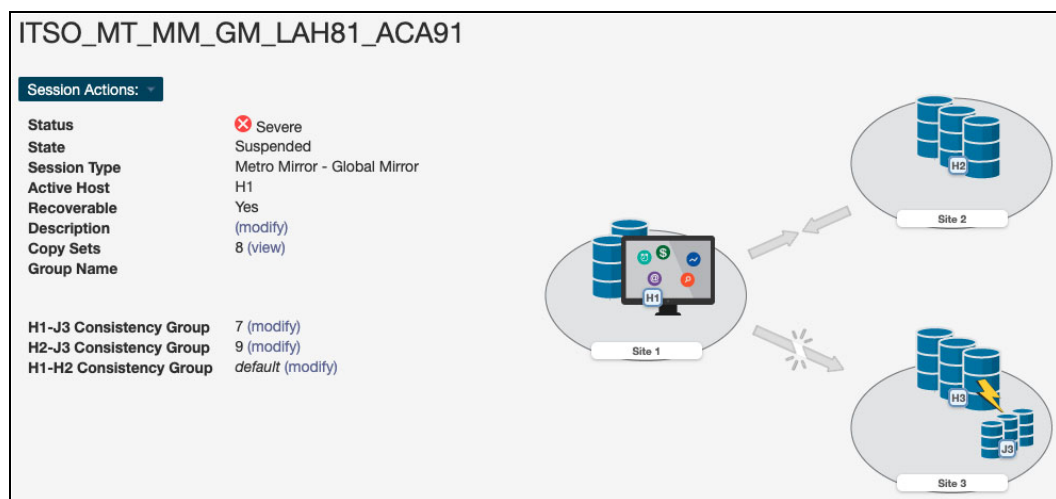 ITSO_MT_MM_GM_LAH81_ACA91
Session Actions:
Status Severe
State Suspended
Session Type Metro Mirror - Global Mirror
Active Host H1
Recoverable Yes
Description (modify)
Copy Sets 8 (view)
Group Name
H1-J3 Consistency Group 7 (modify)
H2-J3 Consistency Group 9 (modify)
H1-H2 Consistency Group default (modify)
H2
Site 2
$
@
H1
Site 1
H3
J3
Site 3